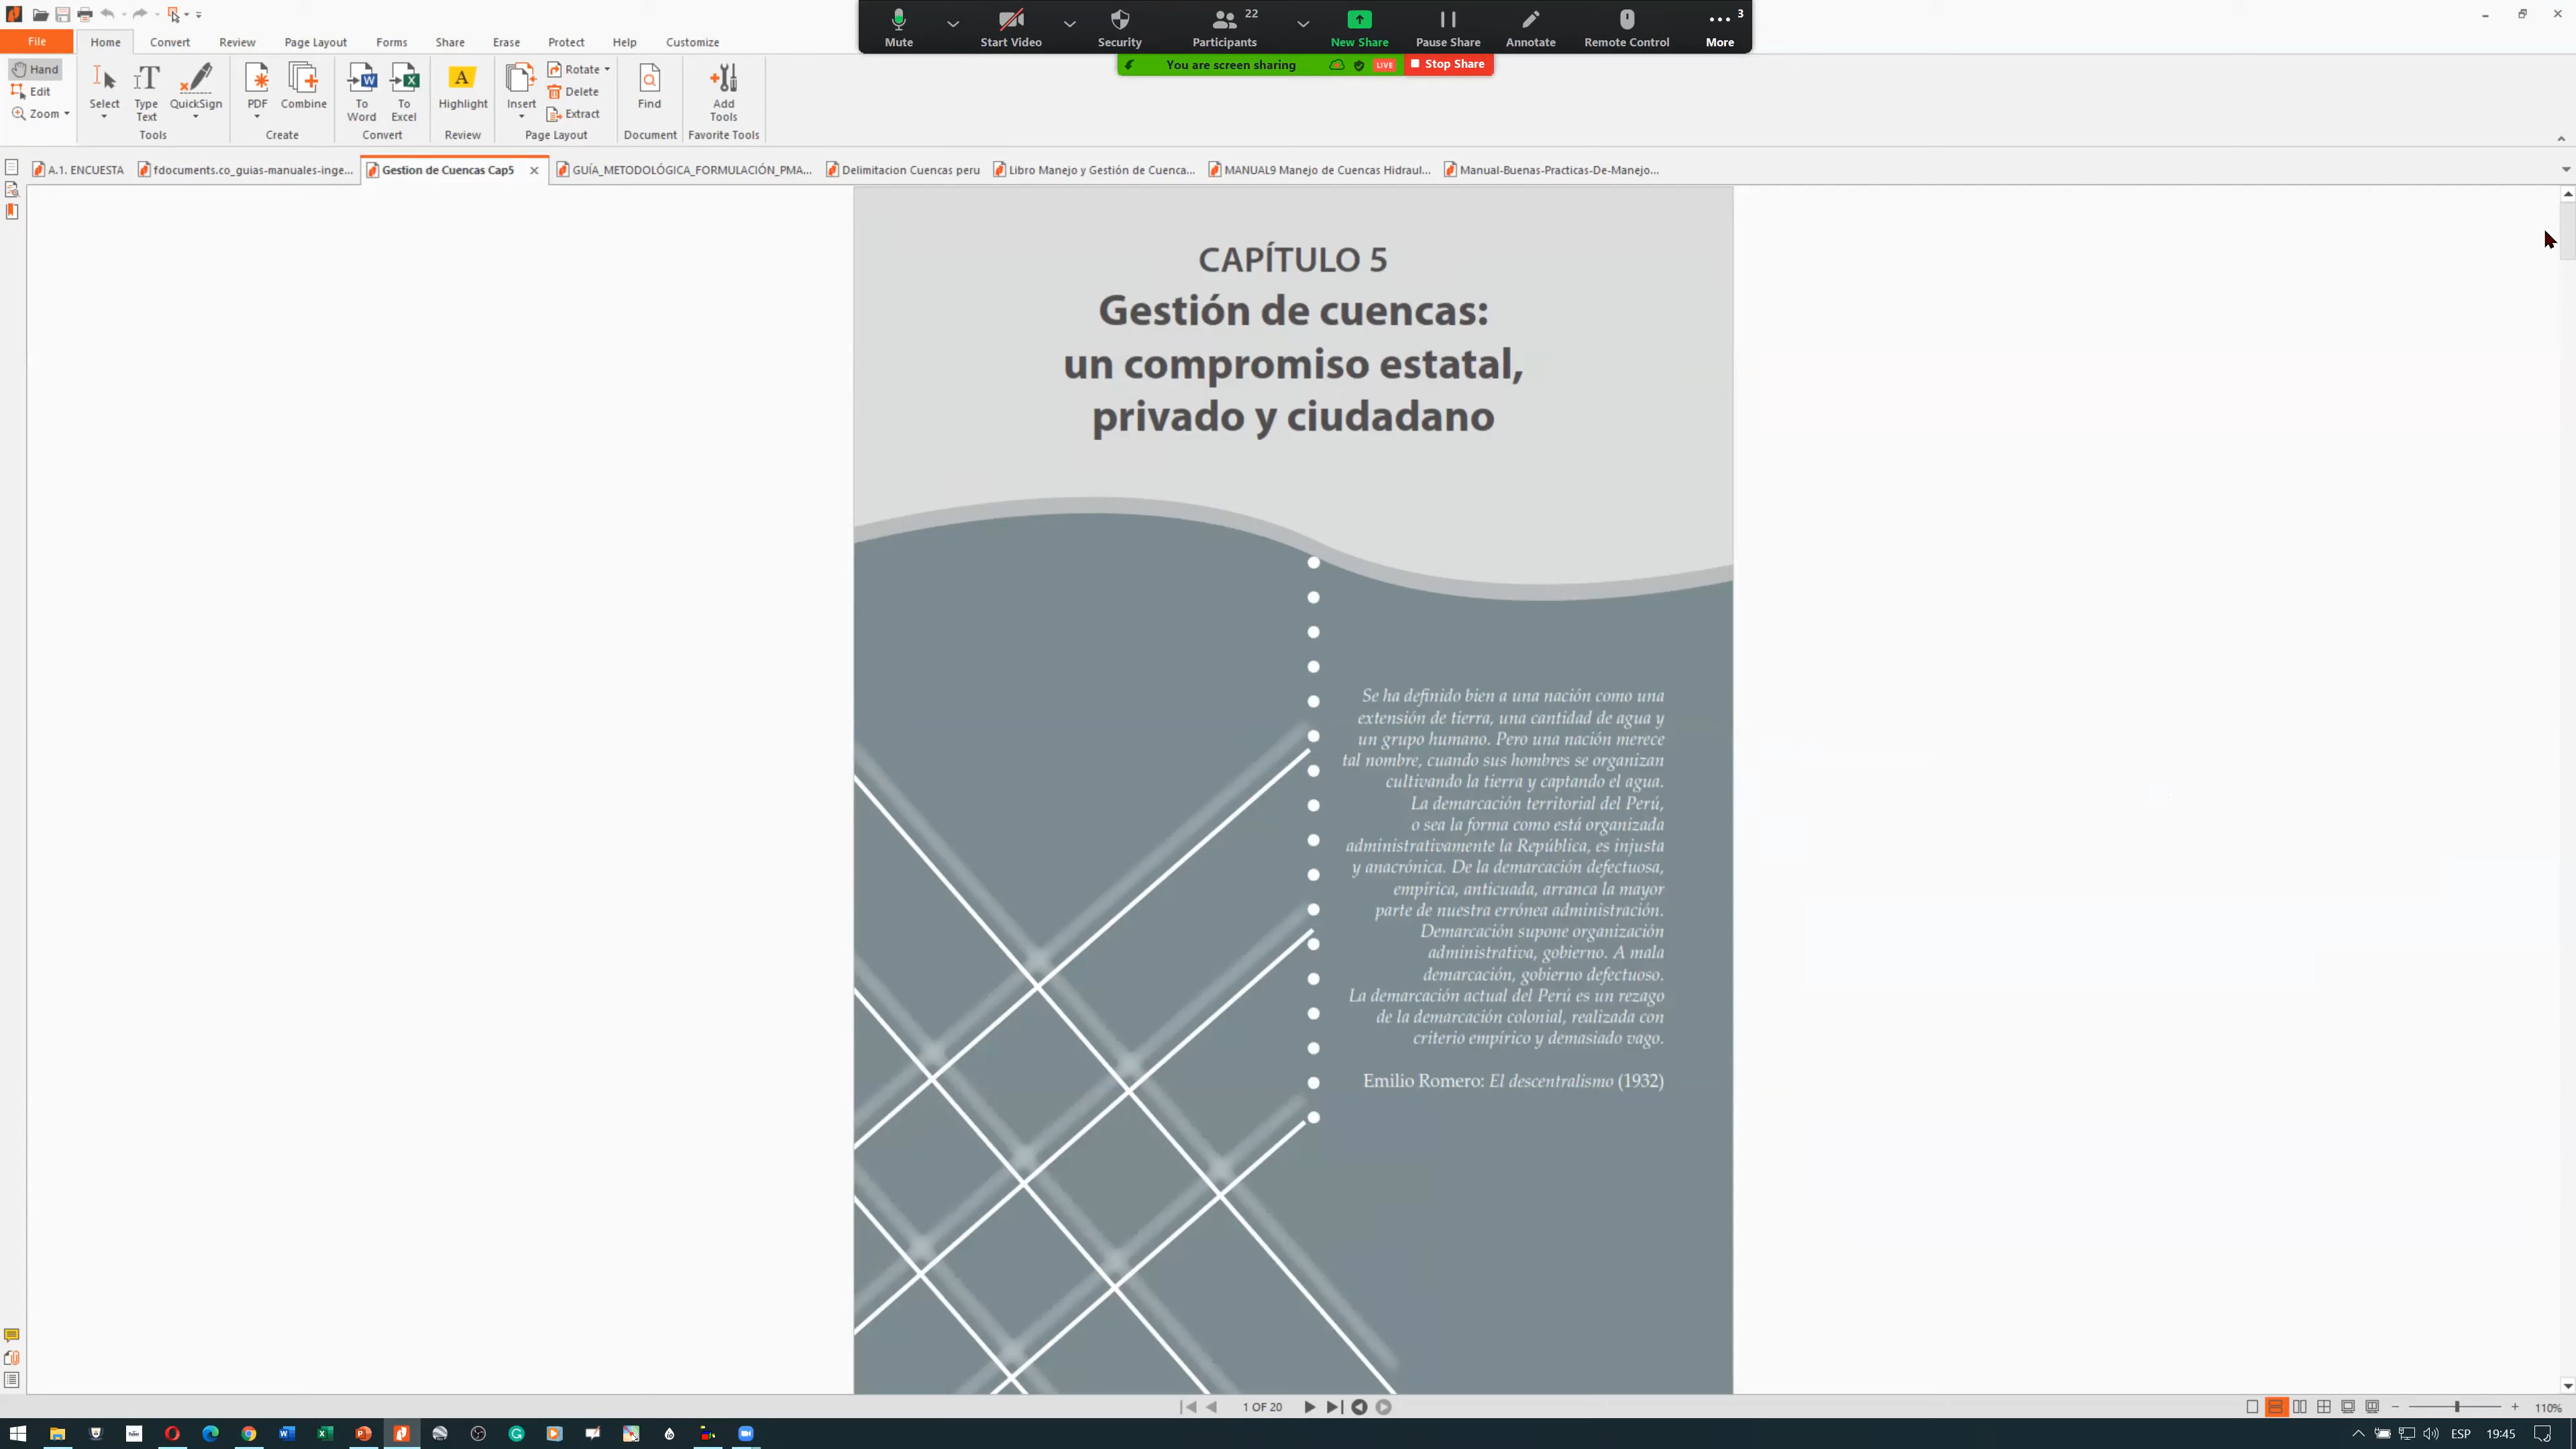 Mute
Start Video
Security
Participants
22
New Share
Pause Share
Annotate
Remote Control
More
3
You are screen sharing
LIVE
Stop Share
File
Home
Convert
Review
Page Layout
Forms
Share
Erase
Protect
Help
Customize
Hand
Edit
Zoom
Select
Type
Text
QuickSign
Tools
PDF
Combine
Create
To
Word
To
Excel
Convert
Highlight
Review
Insert
Rotate
Delete
Extract
Page Layout
Find
Document
Add
Tools
Favorite Tools
A.1. ENCUESTA
fdocuments.co_guias-manuales-inge...
Gestion de Cuencas Cap5
GUÍA_METODOLÓGICA_FORMULACIÓN_PMA...
Delimitacion Cuencas peru
Libro Manejo y Gestión de Cuenca...
MANUAL9 Manejo de Cuencas Hidraul...
Manual-Buenas-Practicas-De-Manejo...
CAPÍTULO 5
Gestión de cuencas:
un compromiso estatal,
privado y ciudadano
Se ha definido bien a una nación como una
extensión de tierra, una cantidad de agua y
un grupo humano. Pero una nación merece
tal nombre, cuando sus hombres se organizan
cultivando la tierra y captando el agua.
La demarcación territorial del Perú,
o sea la forma como está organizada
administrativamente la República, es injusta
y anacrónica. De la demarcación defectuosa,
empírica, anticuada, arranca la mayor
parte de nuestra errónea administración.
Demarcación supone organización
administrativa, gobierno. A mala
demarcación, gobierno defectuoso.
La demarcación actual del Perú es un rezago
de la demarcación colonial, realizada con
criterio empírico y demasiado vago.
Emilio Romero: El descentralismo (1932)
1 OF 20
110%
ESP
19:45